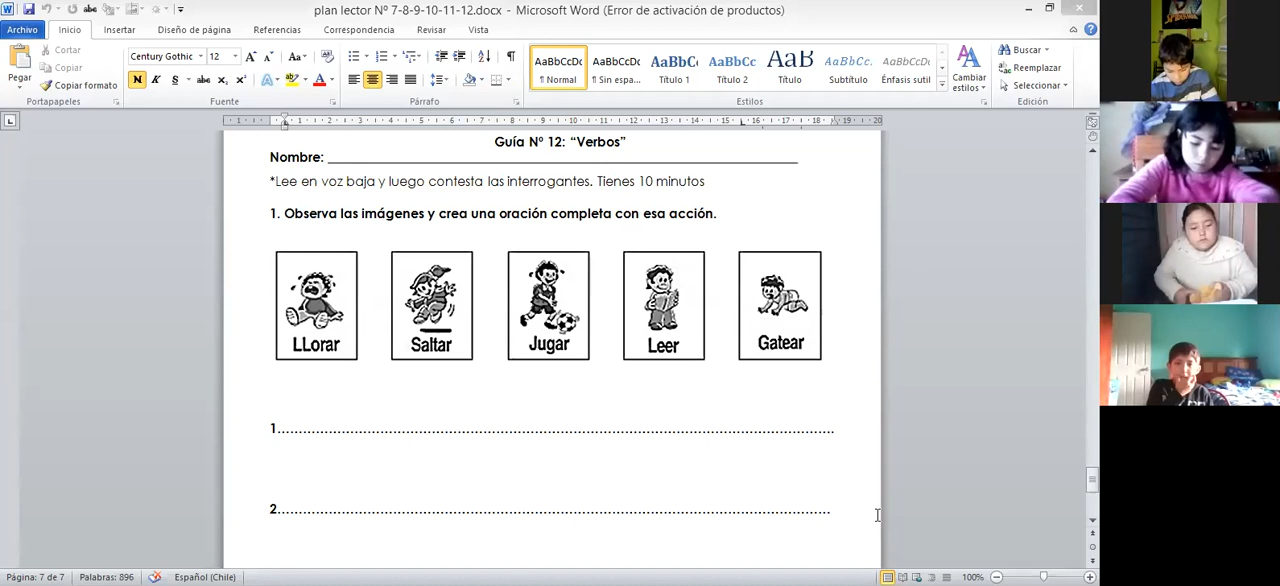 plan lector Nº 7-8-9-10-11-12.docx - Microsoft Word (Error de activación de productos)
Archivo Inicio Insertar Diseño de página Referencias Correspondencia Revisar Vista
Pegar
Cortar
Copiar
Copiar formato
Portapapeles
Century Gothic 12
Fuente
Párrafo
AaBbCcDc AaBbCcDc AaBbCc AaBbCc AaB AaBbCc. AaBbCcDc
¶ Normal ¶ Sin espa... Título 1 Título 2 Título Subtítulo Énfasis sutil
Estilos
Cambiar estilos
Buscar
Reemplazar
Seleccionar
Edición
Guía Nº 12: “Verbos”
Nombre: ______________________________
*Lee en voz baja y luego contesta las interrogantes. Tienes 10 minutos
1. Observa las imágenes y crea una oración completa con esa acción.
LLorar Saltar Jugar Leer Gatear
1..............................
2..............................
Página: 7 de 7 Palabras: 896 Español (Chile) 100%